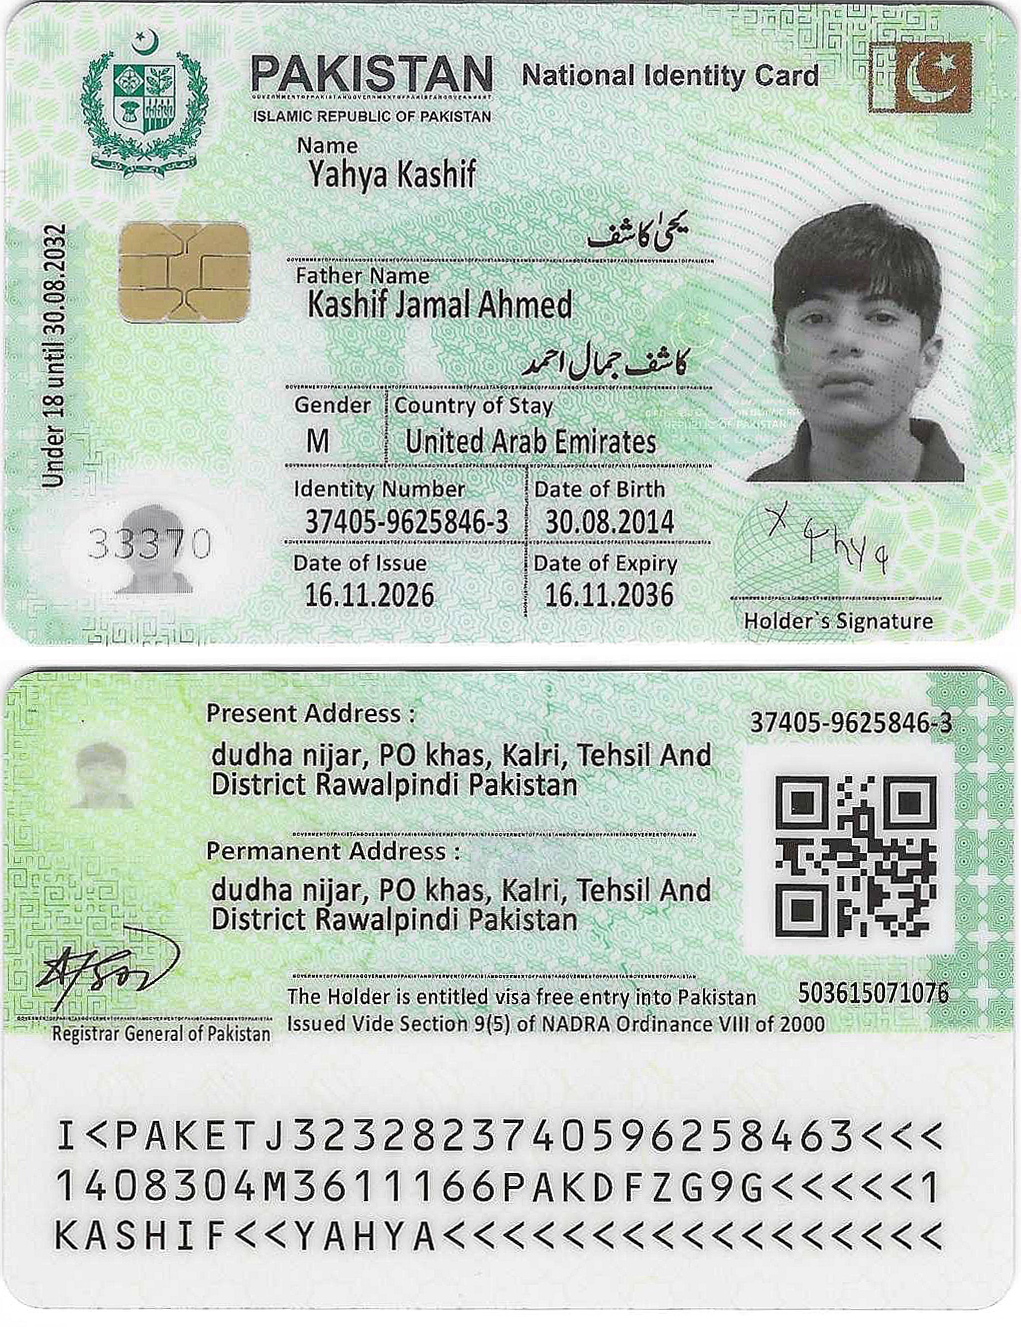 PAKISTAN National Identity Card
ISLAMIC REPUBLIC OF PAKISTAN
Name
Yahya Kashif
یحییٰ کاشف
Father Name
Kashif Jamal Ahmed
کاشف جمال احمد
Gender Country of Stay
M United Arab Emirates
Identity Number Date of Birth
37405-9625846-3 30.08.2014
Date of Issue Date of Expiry
16.11.2026 16.11.2036
Under 18 until 30.08.2032
33370
Holder`s Signature
Present Address :
37405-9625846-3
dudha nijar, PO khas, Kalri, Tehsil And
District Rawalpindi Pakistan
Permanent Address :
dudha nijar, PO khas, Kalri, Tehsil And
District Rawalpindi Pakistan
Registrar General of Pakistan
The Holder is entitled visa free entry into Pakistan
503615071076
Issued Vide Section 9(5) of NADRA Ordinance VIII of 2000
I<PAKETJ3232823740596258463<<<
1408304M3611166PAKDFZG9G<<<<<1
KASHIF<<YAHYA<<<<<<<<<<<<<<<<<